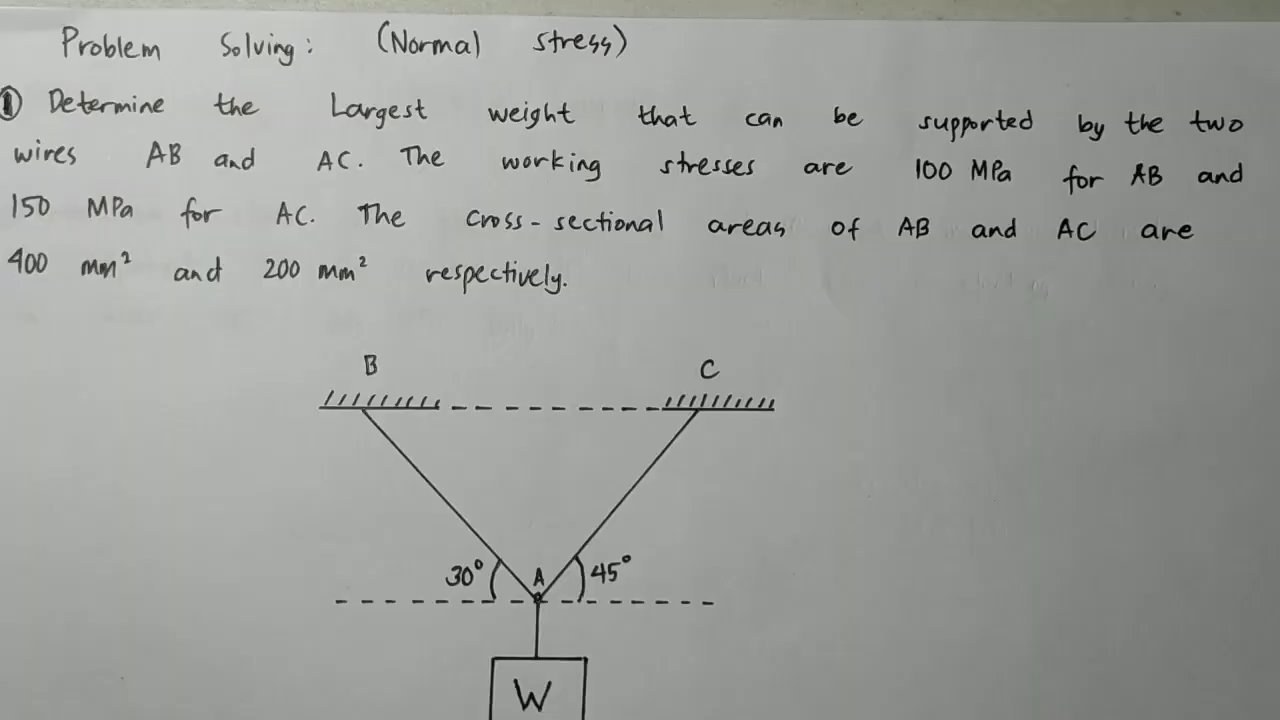 Problem Solving: (Normal stress)
① Determine the Largest weight that can be supported by the two
wires AB and AC. The working stresses are 100 MPa for AB and
150 MPa for AC. The cross-sectional areas of AB and AC are
400 mm² and 200 mm² respectively.
B C
30° A 45°
W